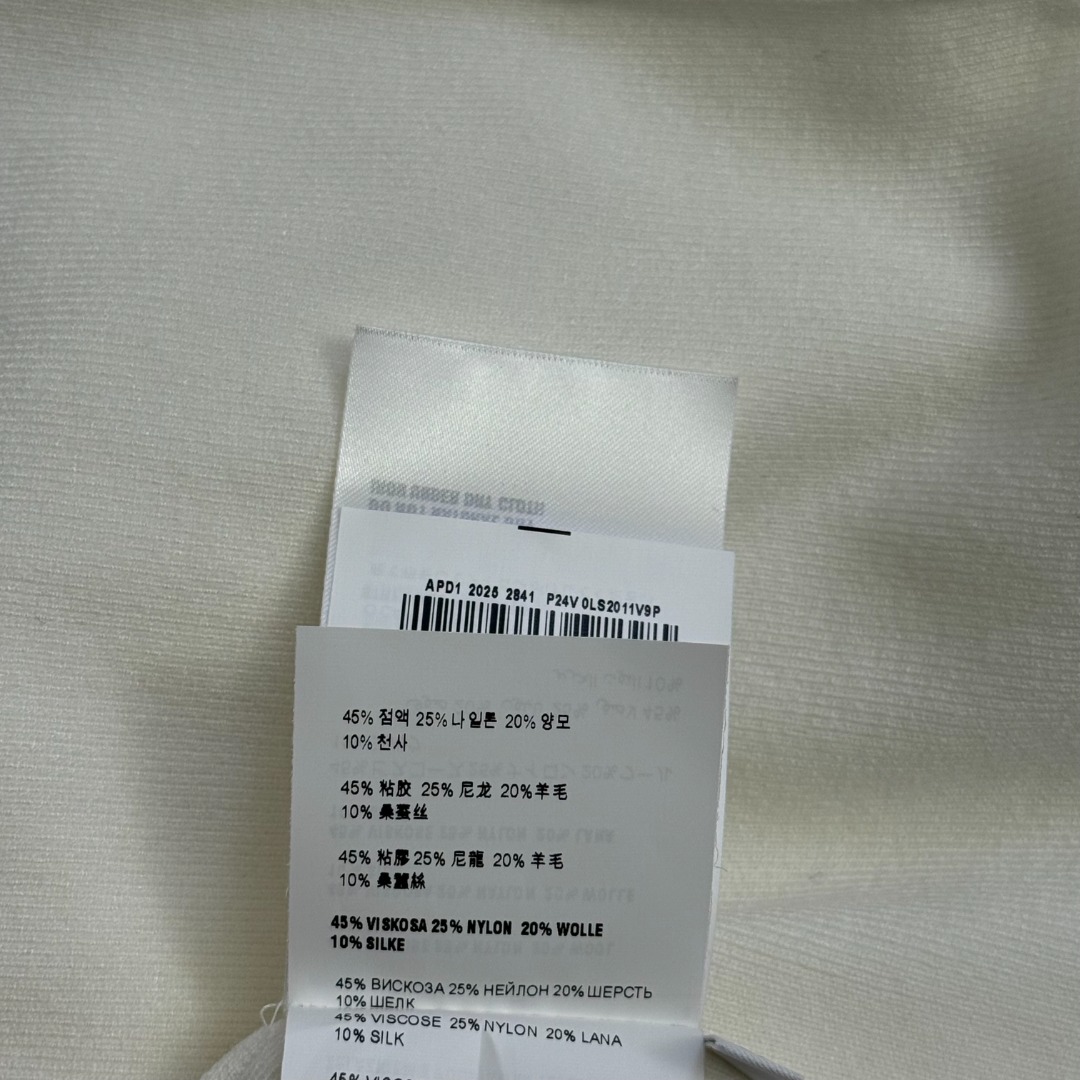 APD1 2025 2841 P24V 0LS2011V9P
45% 점액 25% 나일론 20% 양모
10% 천사
45% 粘胶 25% 尼龙 20% 羊毛
10% 桑蚕丝
45% 粘膠 25% 尼龍 20% 羊毛
10% 桑蠶絲
45% VISKOSA 25% NYLON 20% WOLLE
10% SILKE
45% ВИСКОЗА 25% НЕЙЛОН 20% ШЕРСТЬ
10% ШЕЛК
45% VISCOSE 25% NYLON 20% LANA
10% SILK